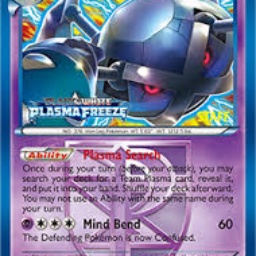 BLACK & WHITE
PLASMA FREEZE
STAFF
Ability Plasma Search
Once during your turn (before your attack), you may
search your deck for a Team Plasma card, reveal it,
and put it into your hand. Shuffle your deck afterward.
You may not use an Ability with the same name during
your turn.
Mind Bend 60
The Defending Pokémon is now Confused.